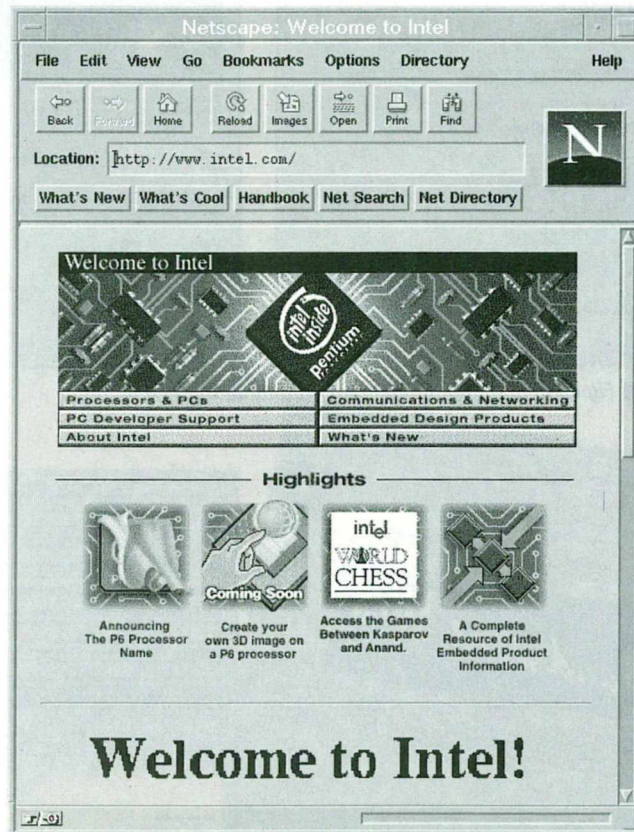 Netscape: Welcome to Intel
File Edit View Go Bookmarks Options Directory Help
Back Forward Home Reload Images Open Print Find
N
Location: http://www.intel.com/
What's New What's Cool Handbook Net Search Net Directory
Welcome to Intel
intel inside
pentium
Processors & PCs
Communications & Networking
PC Developer Support
Embedded Design Products
About Intel
What's New
Highlights
Announcing
The P6 Processor
Name
Coming Soon
Create your
own 3D image on
a P6 processor
intel
WORLD
CHESS
Access the Games
Between Kasparov
and Anand.
A Complete
Resource of Intel
Embedded Product
Information
Welcome to Intel!